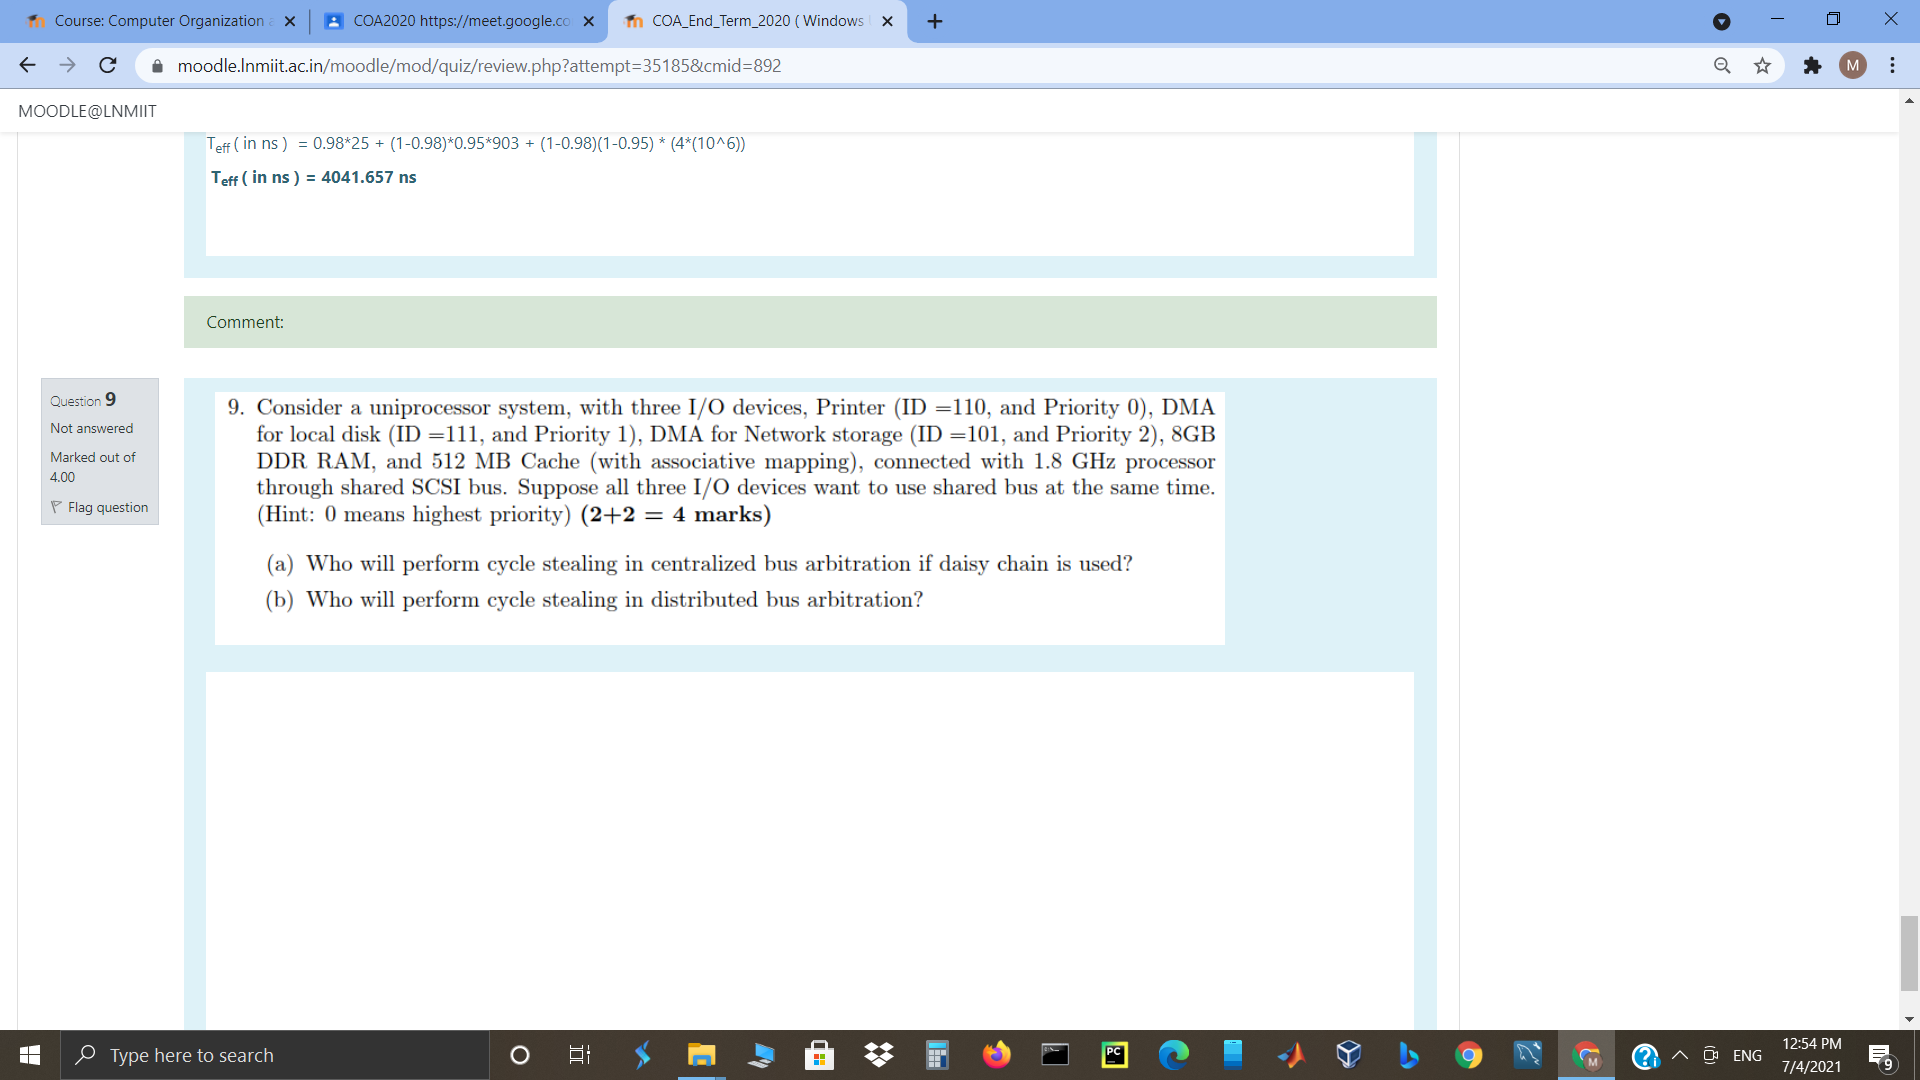 Course: Computer Organization a
COA2020 https://meet.google.co
COA_End_Term_2020 ( Windows
moodle.lnmiit.ac.in/moodle/mod/quiz/review.php?attempt=35185&cmid=892
M
MOODLE@LNMIIT
Teff ( in ns ) = 0.98*25 + (1-0.98)*0.95*903 + (1-0.98)(1-0.95) * (4*(10^6))
Teff ( in ns ) = 4041.657 ns
Comment:
Question 9
Not answered
Marked out of
4.00
Flag question
9. Consider a uniprocessor system, with three I/O devices, Printer (ID =110, and Priority 0), DMA
for local disk (ID =111, and Priority 1), DMA for Network storage (ID =101, and Priority 2), 8GB
DDR RAM, and 512 MB Cache (with associative mapping), connected with 1.8 GHz processor
through shared SCSI bus. Suppose all three I/O devices want to use shared bus at the same time.
(Hint: 0 means highest priority) (2+2 = 4 marks)
(a) Who will perform cycle stealing in centralized bus arbitration if daisy chain is used?
(b) Who will perform cycle stealing in distributed bus arbitration?
Type here to search
PC
M
ENG
12:54 PM
7/4/2021
9